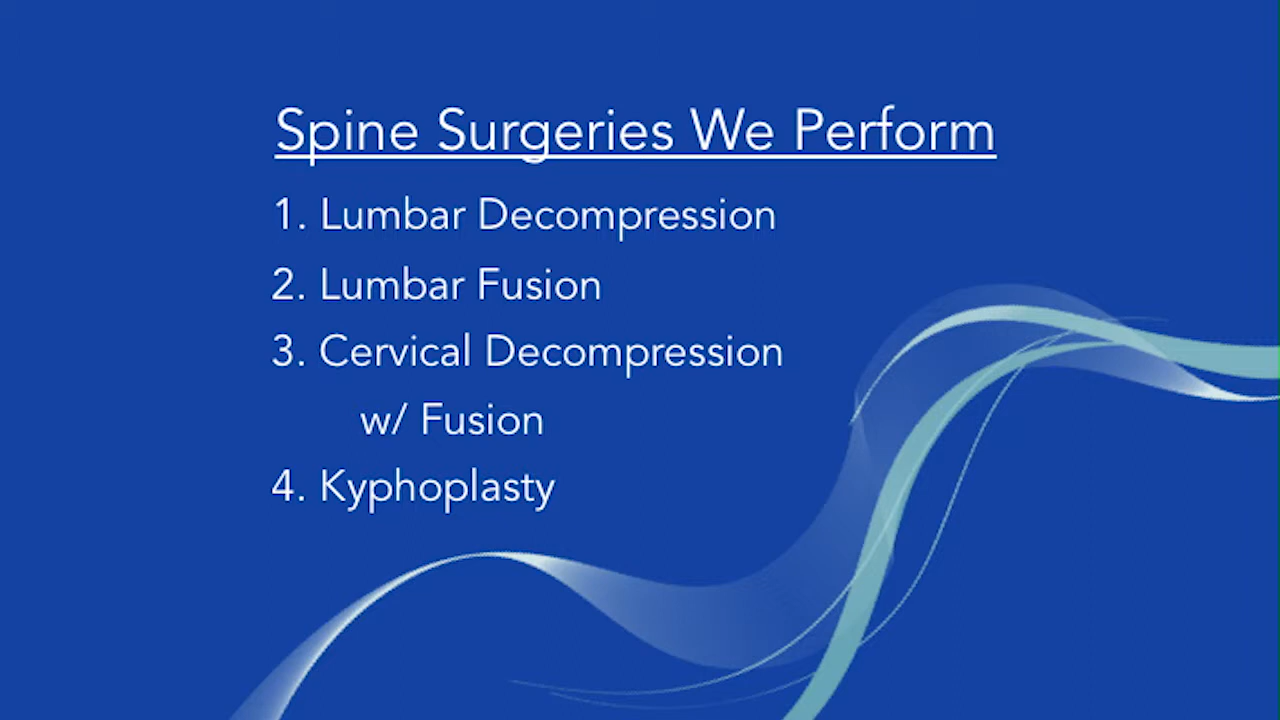 Spine Surgeries We Perform
1. Lumbar Decompression
2. Lumbar Fusion
3. Cervical Decompression
w/ Fusion
4. Kyphoplasty